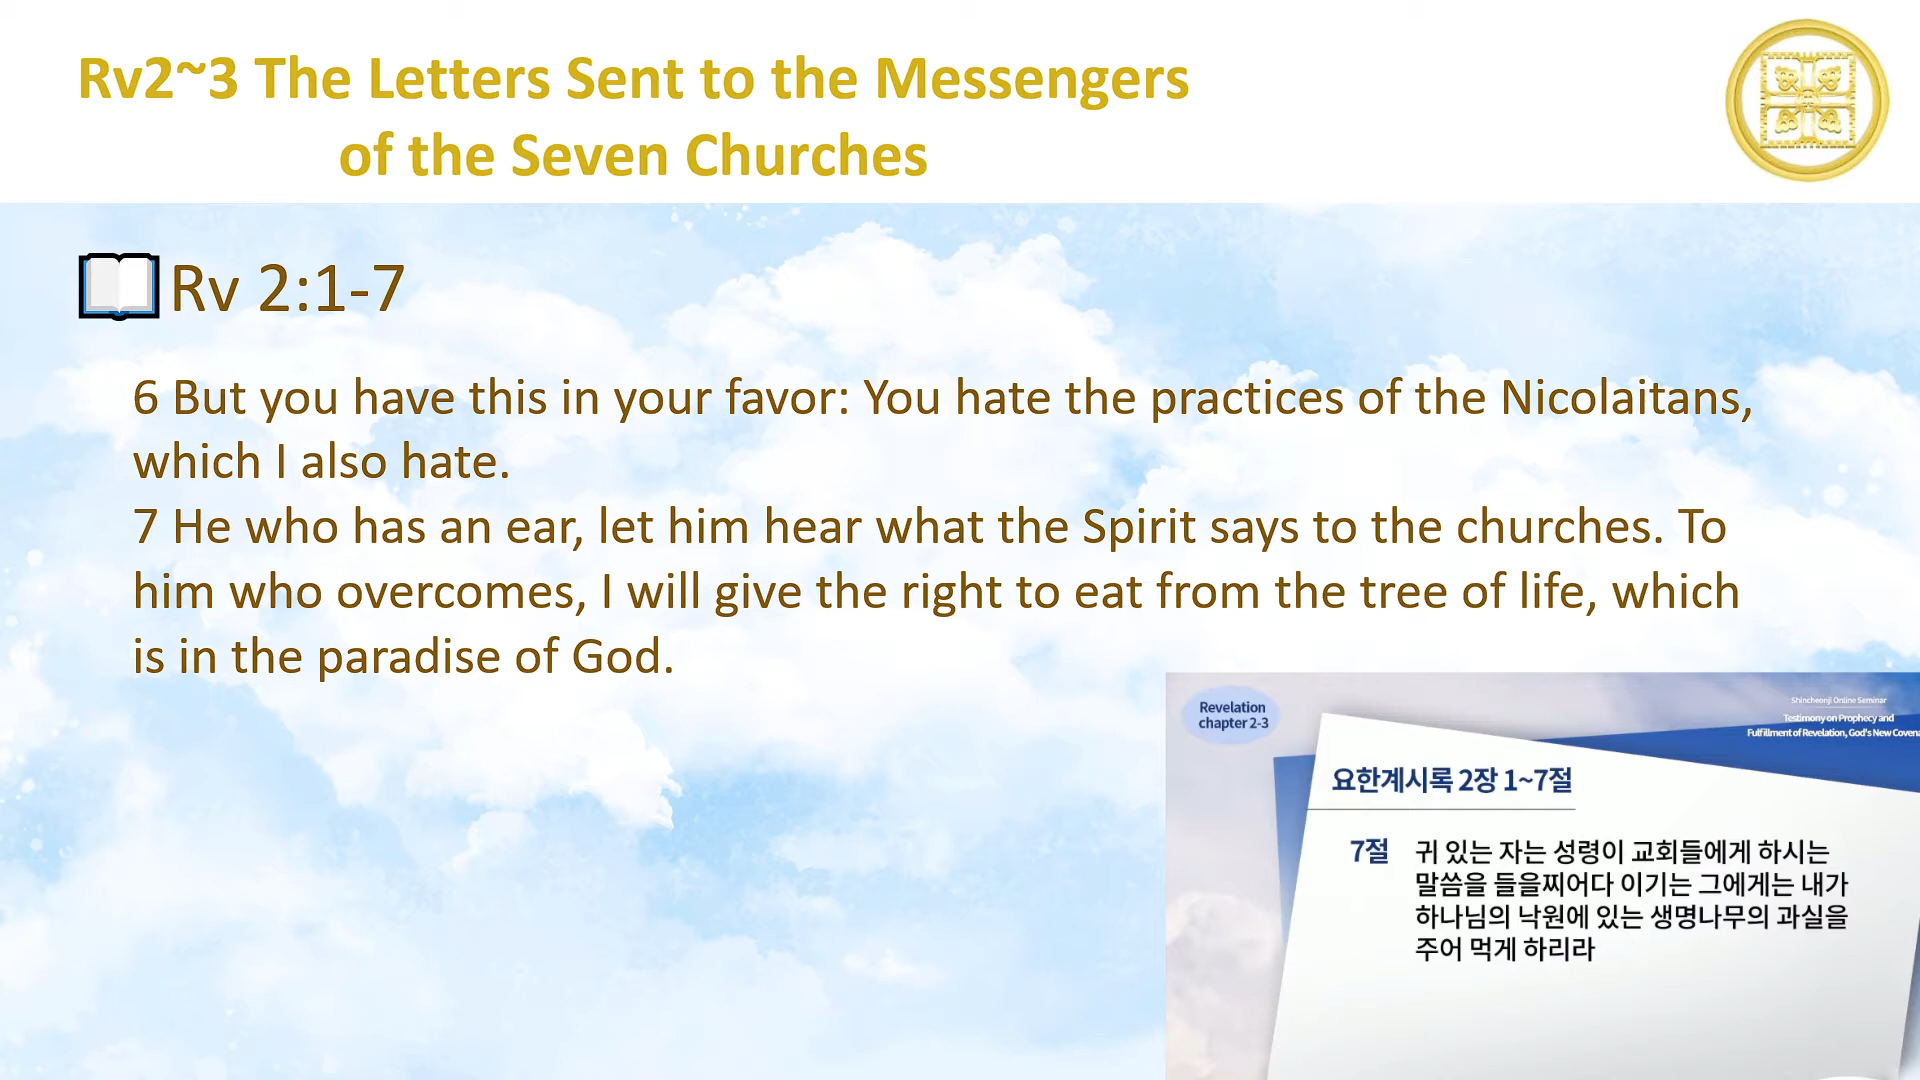 Rv2~3 The Letters Sent to the Messengers
of the Seven Churches
Rv 2:1-7
6 But you have this in your favor: You hate the practices of the Nicolaitans,
which I also hate.
7 He who has an ear, let him hear what the Spirit says to the churches. To
him who overcomes, I will give the right to eat from the tree of life, which
is in the paradise of God.
Revelation
chapter 2-3
Shincheonji Online Seminar
Testimony on Prophecy and
Fulfillment of Revelation, God's New
요한계시록 2장 1~7절
7절 귀 있는 자는 성령이 교회들에게 하시는
말씀을 들을찌어다 이기는 그에게는 내가
하나님의 낙원에 있는 생명나무의 과실을
주어 먹게 하리라